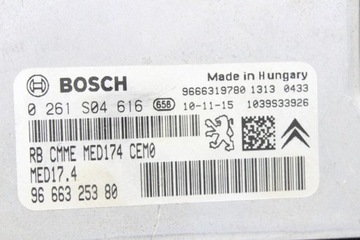 BOSCH
Made in Hungary
9666319780 1313 0433
0 261 S04 616 656 10-11-15 1039S33926
RB CMME MED174 CEM0
MED17.4
96 663 253 80